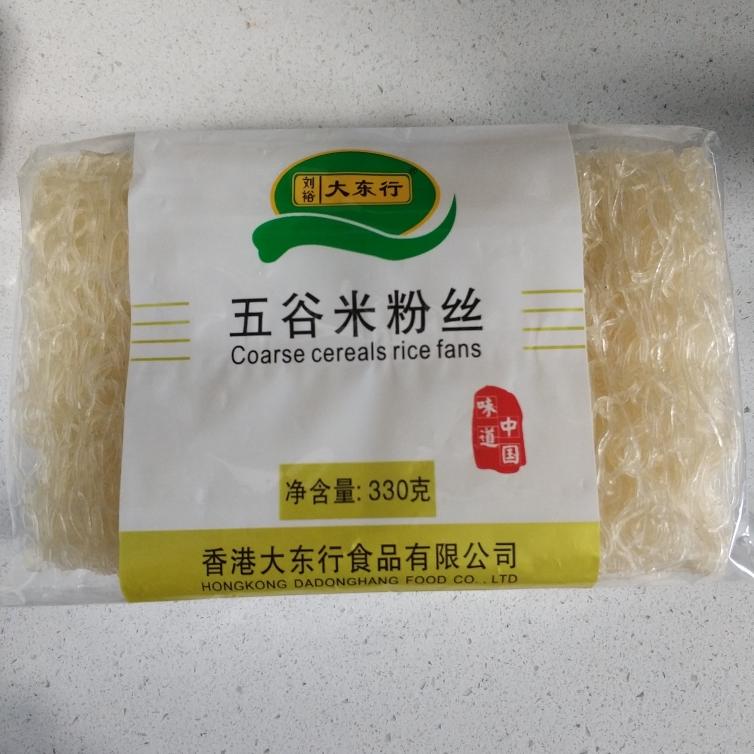 刘裕 大东行
五谷米粉丝
Coarse cereals rice fans
中国
味道
净含量: 330克
香港大东行食品有限公司
HONGKONG DADONGHANG FOOD CO., LTD